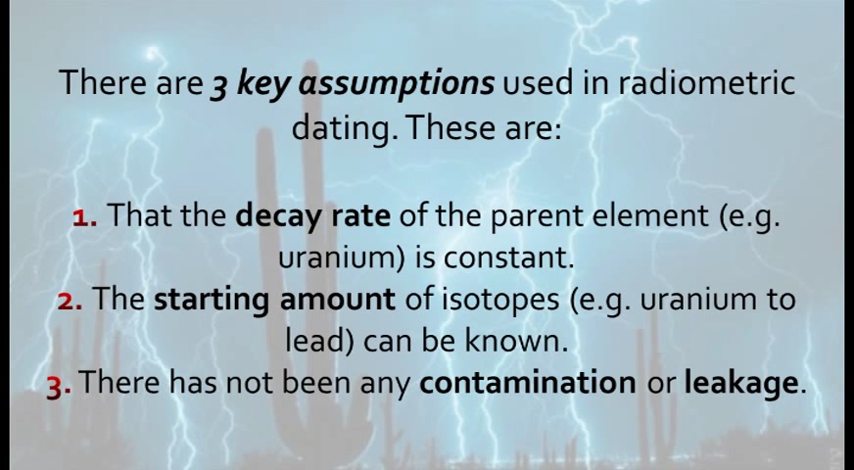 There are 3 key assumptions used in radiometric
dating. These are:
1. That the decay rate of the parent element (e.g.
uranium) is constant.
2. The starting amount of isotopes (e.g. uranium to
lead) can be known.
3. There has not been any contamination or leakage.